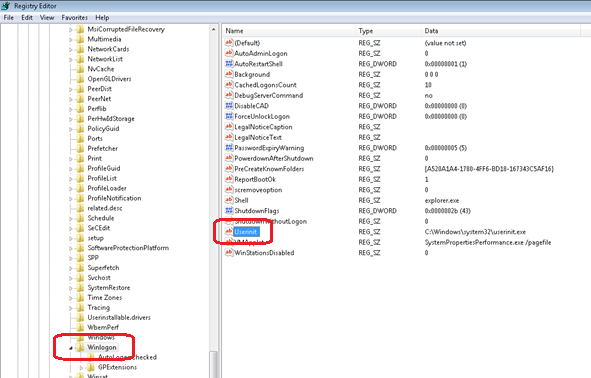 Registry Editor
File Edit View Favorites Help
MsiCorruptedFileRecovery
Multimedia
NetworkCards
NetworkList
NvCache
OpenGLDrivers
PeerDist
PeerNet
Perflib
PerHwIdStorage
PolicyGuid
Ports
Prefetcher
Print
ProfileGuid
ProfileList
ProfileLoader
ProfileNotification
related.desc
Schedule
SeCEdit
setup
SoftwareProtectionPlatform
SPP
Superfetch
Svchost
SystemRestore
Time Zones
Tracing
Userinstallable.drivers
WbemPerf
Windows
Winlogon
AutoLogonChecked
GPExtensions
Winsat
Name Type Data
(Default) REG_SZ (value not set)
AutoAdminLogon REG_SZ 0
AutoRestartShell REG_DWORD 0x00000001 (1)
Background REG_SZ 0 0 0
CachedLogonsCount REG_SZ 10
DebugServerCommand REG_SZ no
DisableCAD REG_DWORD 0x00000000 (0)
ForceUnlockLogon REG_DWORD 0x00000000 (0)
LegalNoticeCaption REG_SZ
LegalNoticeText REG_SZ
PasswordExpiryWarning REG_DWORD 0x00000005 (5)
PowerdownAfterShutdown REG_SZ 0
PreCreateKnownFolders REG_SZ {A520A1A4-1780-4FF6-BD18-167343C5AF16}
ReportBootOk REG_SZ 1
scremoveoption REG_SZ 0
Shell REG_SZ explorer.exe
ShutdownFlags REG_DWORD 0x0000002b (43)
ShutdownWithoutLogon REG_SZ 0
Userinit REG_SZ C:\Windows\system32\userinit.exe
VMApplet REG_SZ SystemPropertiesPerformance.exe /pagefile
WinStationsDisabled REG_SZ 0